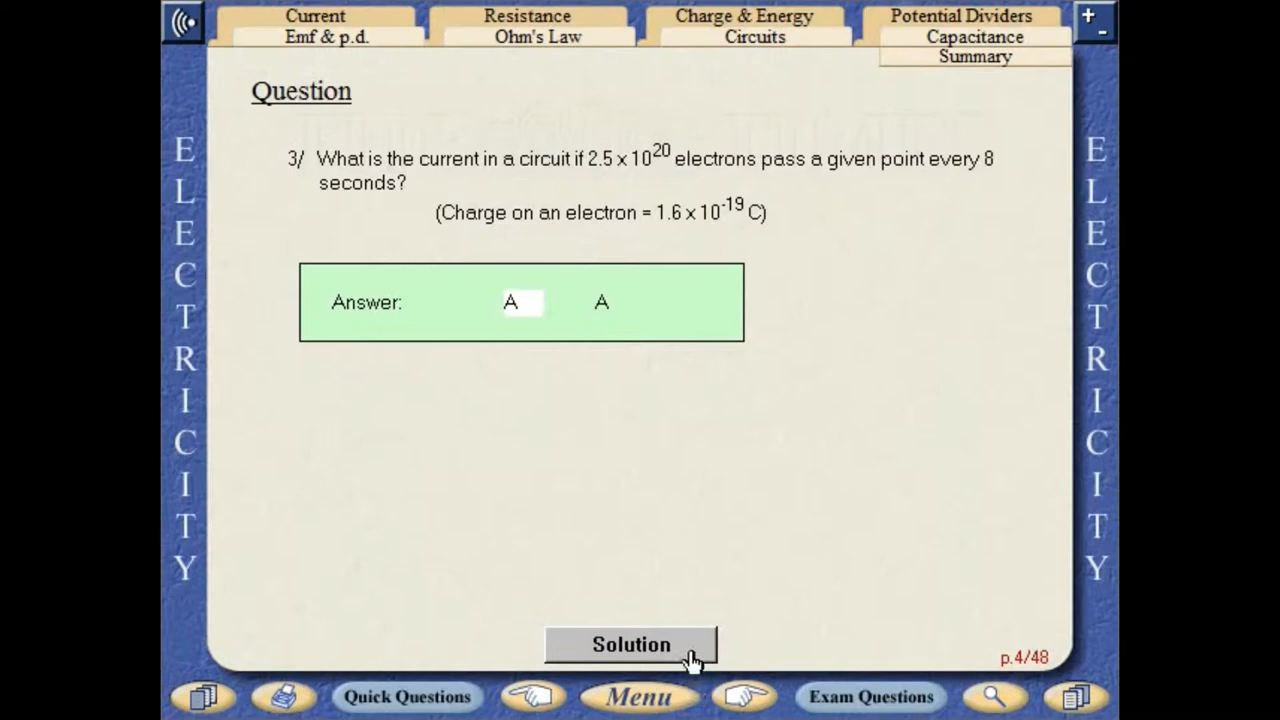 Current
Emf & p.d.
Resistance
Ohm's Law
Charge & Energy
Circuits
Potential Dividers
Capacitance
Summary
+
-
Question
3/ What is the current in a circuit if 2.5 x 10^20 electrons pass a given point every 8
seconds?
(Charge on an electron = 1.6 x 10^-19 C)
Answer: A A
ELECTRICITY
ELECTRICITY
Solution
p.4/48
Quick Questions
Menu
Exam Questions